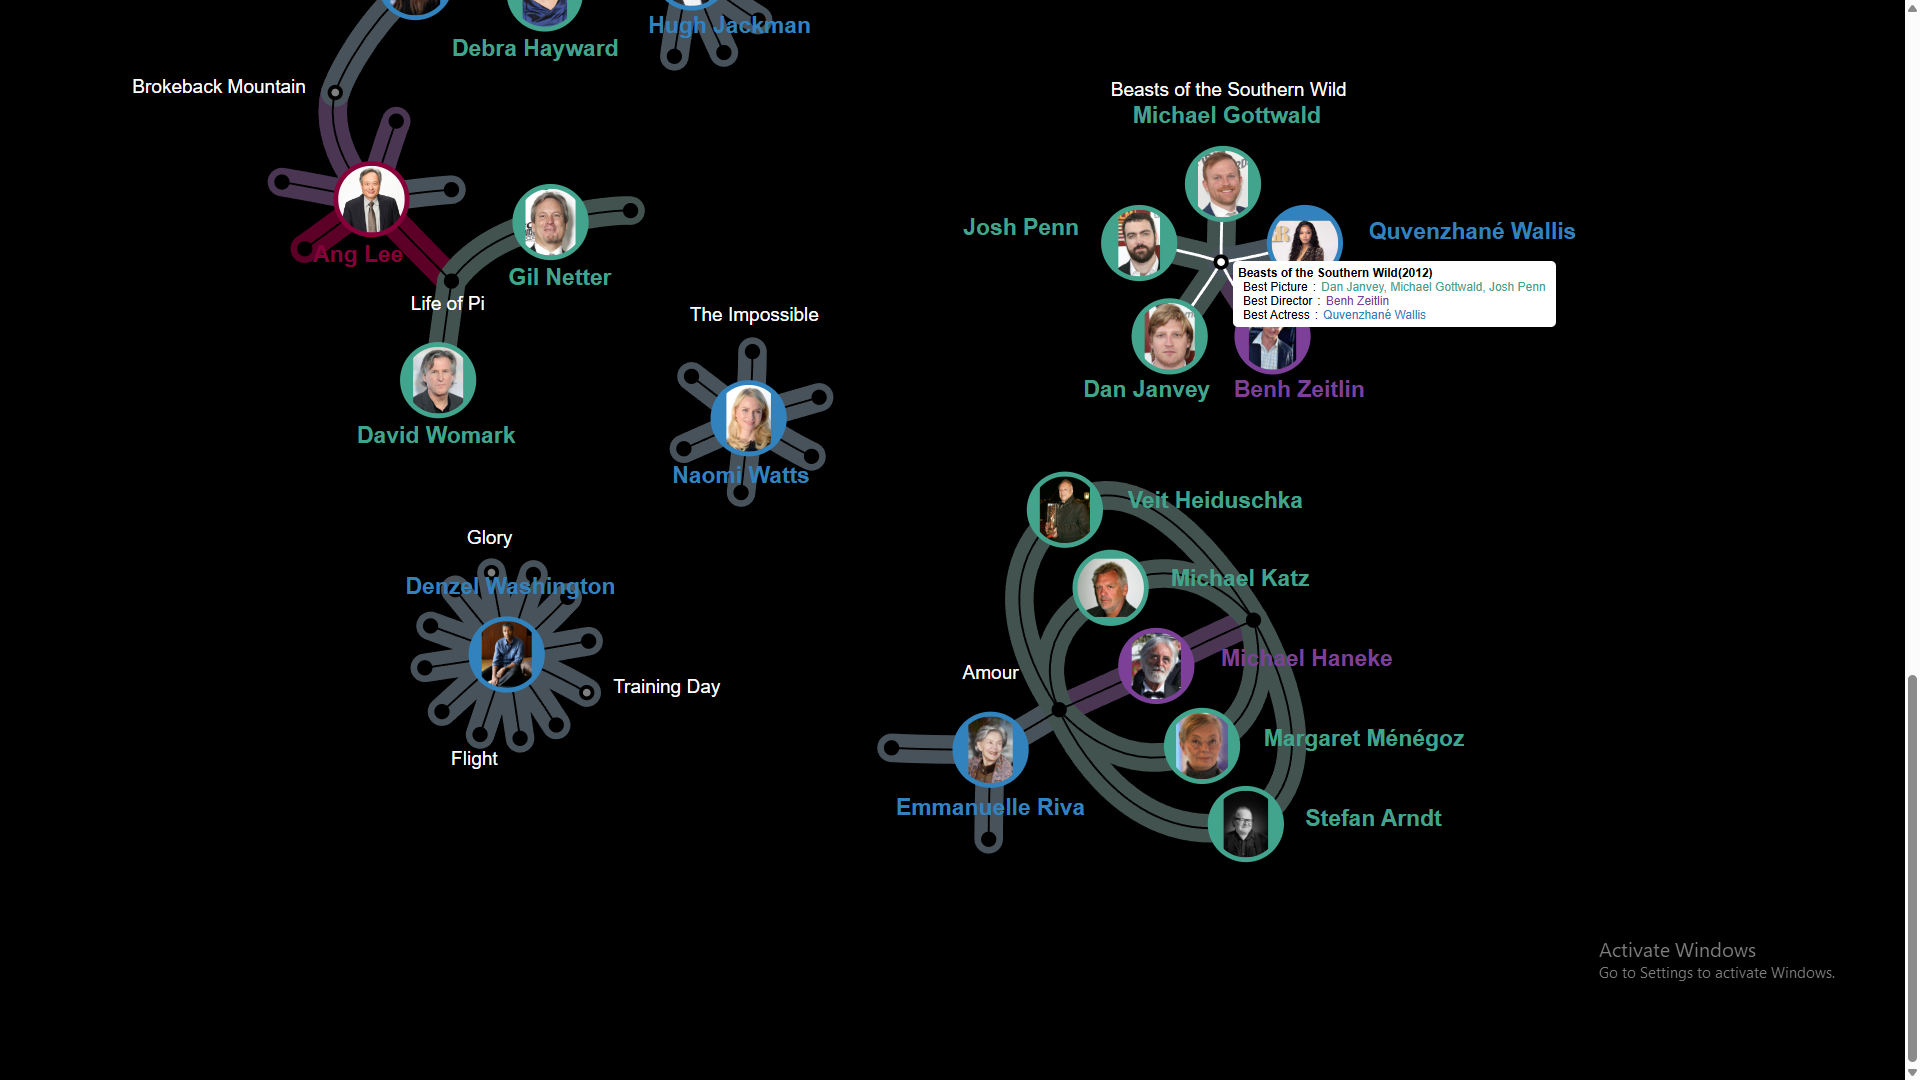 Hugh Jackman
Debra Hayward
Brokeback Mountain
Beasts of the Southern Wild
Michael Gottwald
Josh Penn
Quvenzhané Wallis
Ang Lee
Gil Netter
Beasts of the Southern Wild(2012)
Best Picture : Dan Janvey, Michael Gottwald, Josh Penn
Best Director : Benh Zeitlin
Best Actress : Quvenzhané Wallis
Life of Pi
The Impossible
Dan Janvey
Benh Zeitlin
David Womark
Naomi Watts
Veit Heiduschka
Glory
Michael Katz
Denzel Washington
Michael Haneke
Amour
Training Day
Margaret Ménégoz
Flight
Emmanuelle Riva
Stefan Arndt
Activate Windows
Go to Settings to activate Windows.